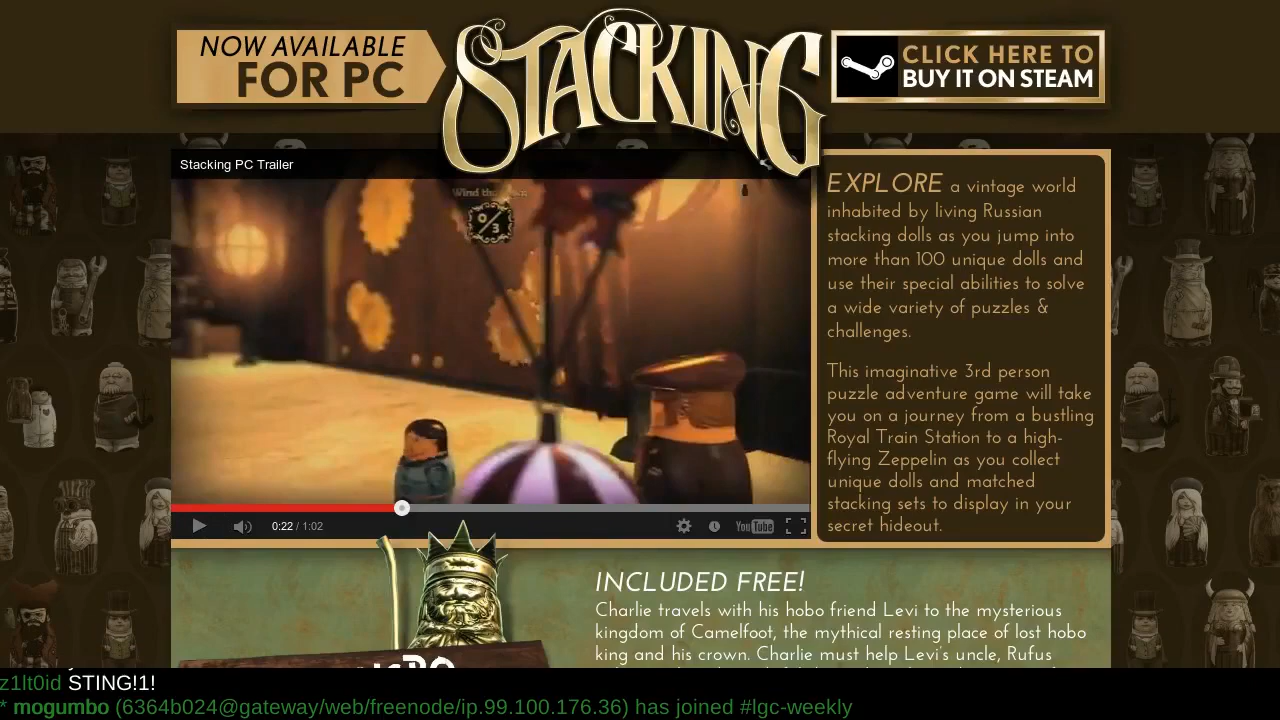 NOW AVAILABLE
FOR PC
STACKING
CLICK HERE TO
BUY IT ON STEAM
Stacking PC Trailer
Wind the
0/3
0:22 / 1:02
YouTube
EXPLORE a vintage world
inhabited by living Russian
stacking dolls as you jump into
more than 100 unique dolls and
use their special abilities to solve
a wide variety of puzzles &
challenges.
This imaginative 3rd person
puzzle adventure game will take
you on a journey from a bustling
Royal Train Station to a high-
flying Zeppelin as you collect
unique dolls and matched
stacking sets to display in your
secret hideout.
INCLUDED FREE!
Charlie travels with his hobo friend Levi to the mysterious
kingdom of Camelfoot, the mythical resting place of lost hobo
king and his crown. Charlie must help Levi's uncle, Rufus
z1lt0id STING!1!
* mogumbo (6364b024@gateway/web/freenode/ip.99.100.176.36) has joined #lgc-weekly